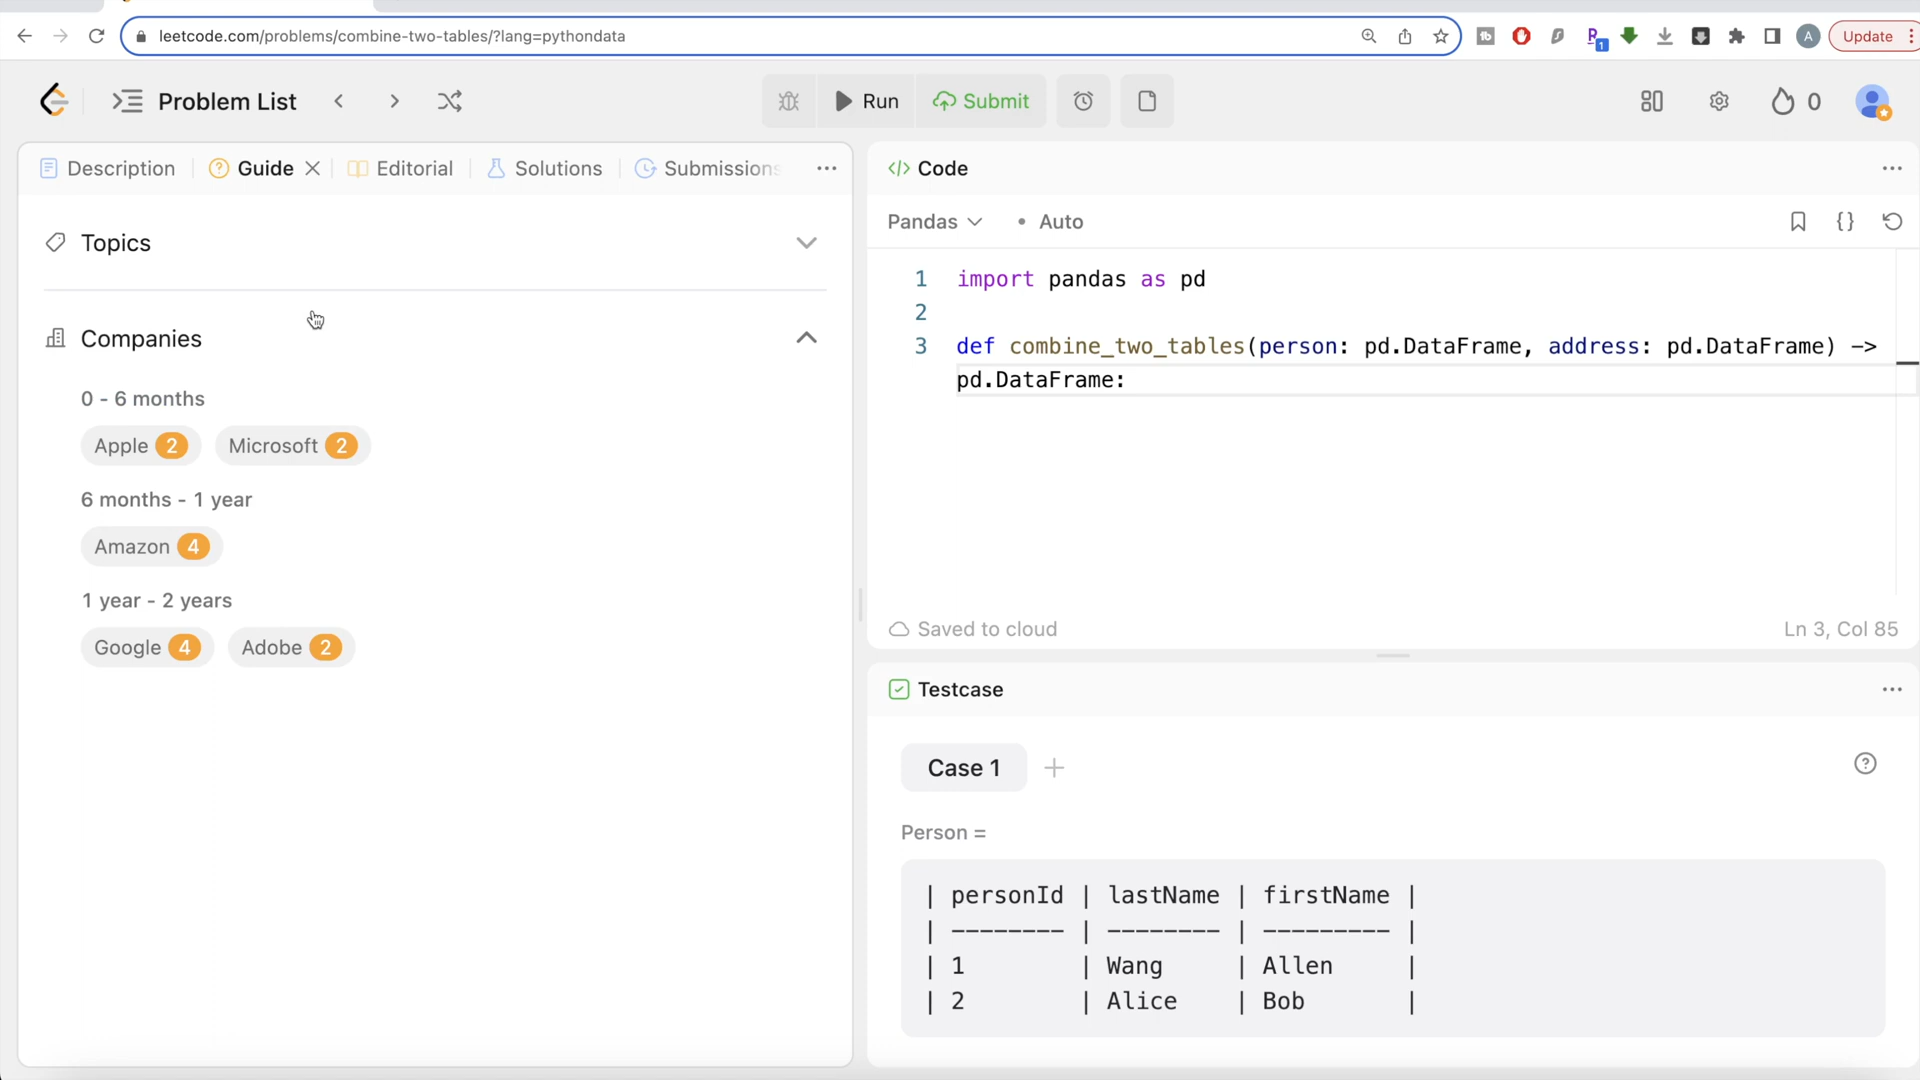 leetcode.com/problems/combine-two-tables/?lang=pythondata
1
A
Update
Problem List
Run
Submit
0
Description
Guide
Editorial
Solutions
Submissions
Code
Topics
Pandas
• Auto
Companies
0 - 6 months
Apple 2
Microsoft 2
6 months - 1 year
Amazon 4
1 year - 2 years
Google 4
Adobe 2
1 import pandas as pd
2
3 def combine_two_tables(person: pd.DataFrame, address: pd.DataFrame) ->
pd.DataFrame:
Saved to cloud
Ln 3, Col 85
Testcase
Case 1
Person =
| personId | lastName | firstName |
| -------- | -------- | --------- |
| 1 | Wang | Allen |
| 2 | Alice | Bob |